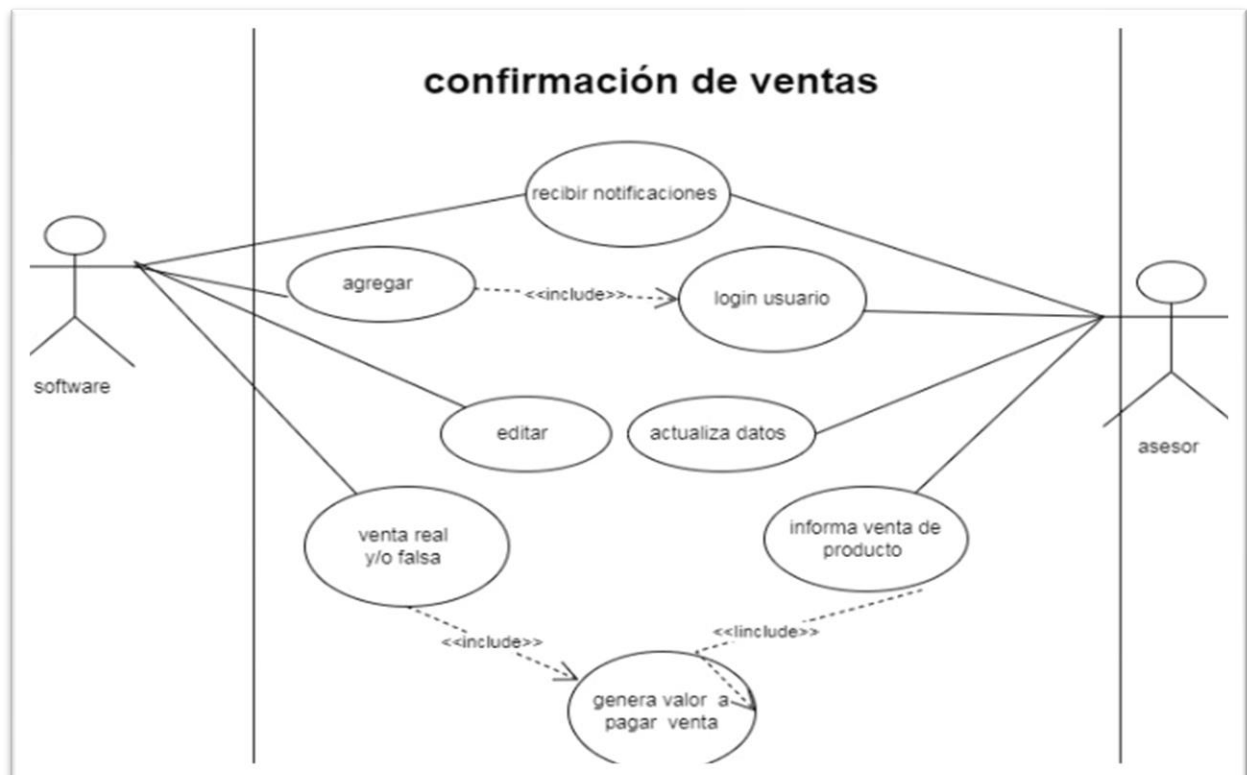 confirmación de ventas
recibir notificaciones
agregar
<<include>>
login usuario
software
editar
actualiza datos
asesor
venta real
y/o falsa
informa venta de
producto
<<include>>
<<linclude>>
genera valor a
pagar venta